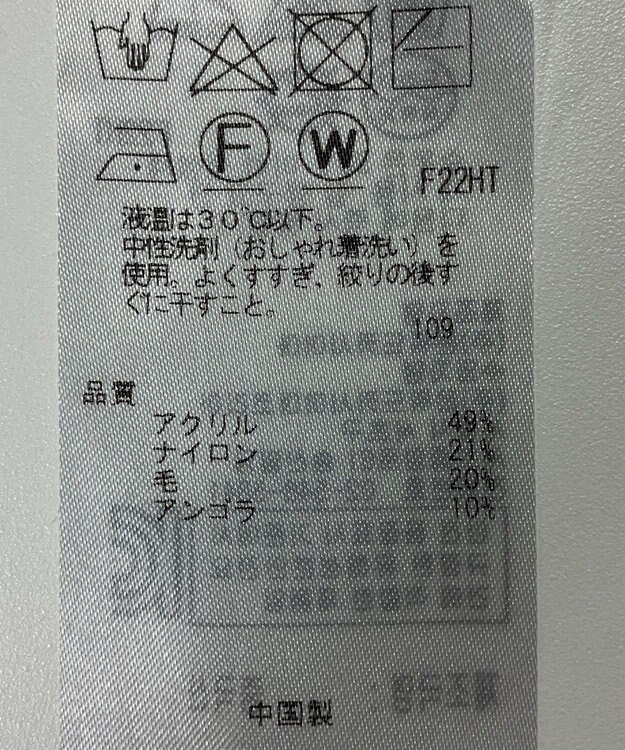 F
W
F22HT
液温は30℃以下。
中性洗剤（おしゃれ着洗い）を
使用。よくすすぎ、絞りの後す
ぐに干すこと。
109
品質
アクリル 49%
ナイロン 21%
毛 20%
アンゴラ 10%
中国製